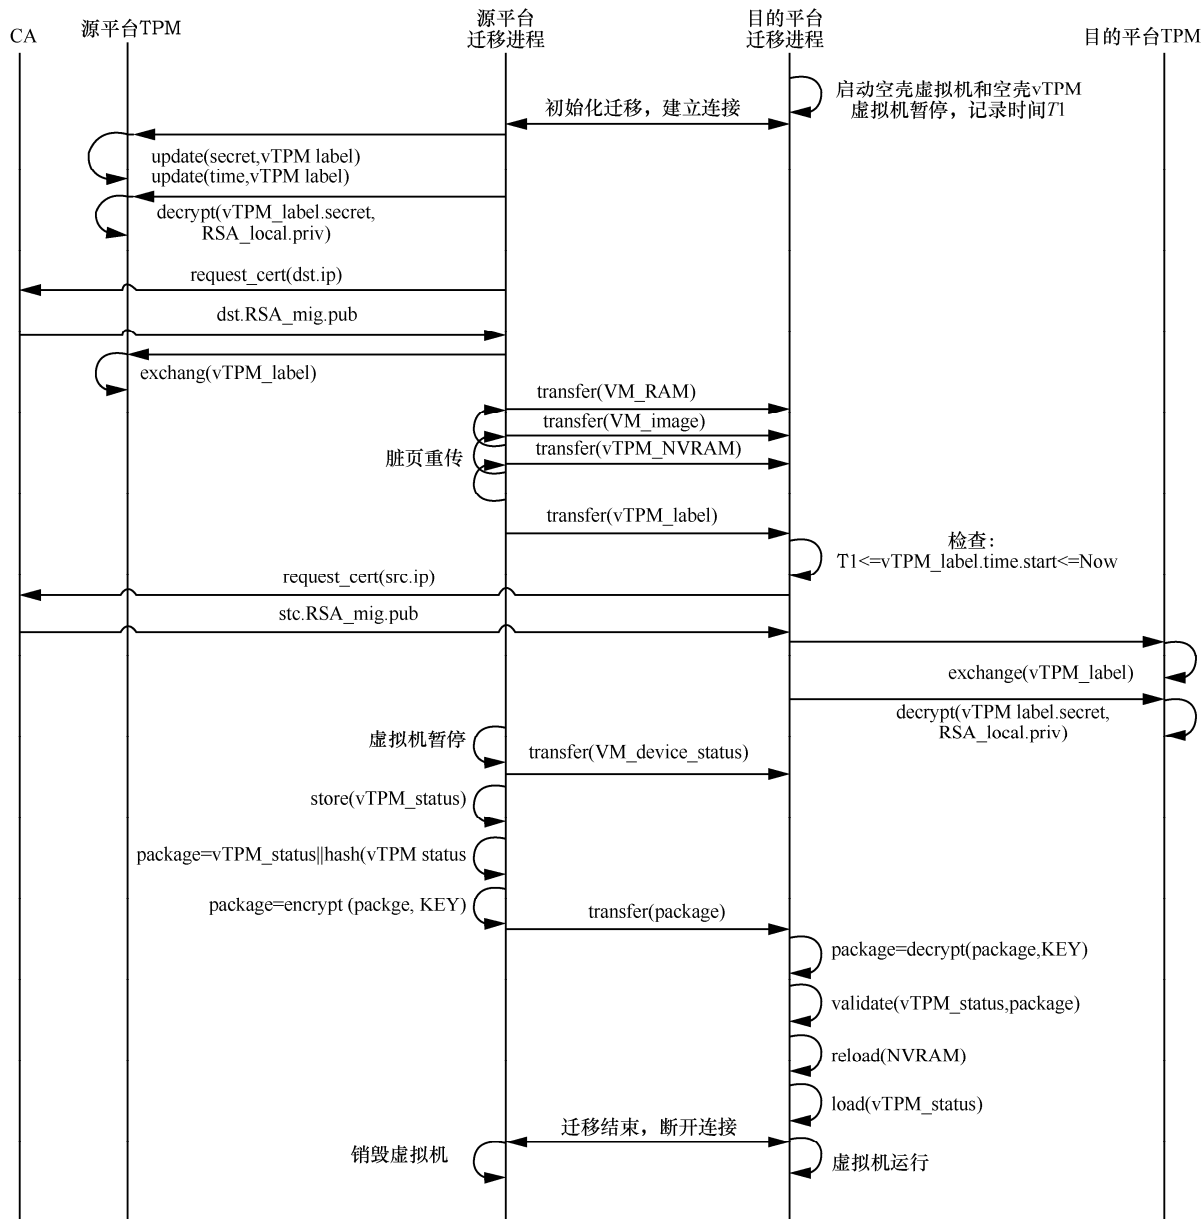 CA
源平台TPM
源平台
迁移进程
目的平台
迁移进程
目的平台TPM
启动空壳虚拟机和空壳vTPM
虚拟机暂停，记录时间T1
初始化迁移，建立连接
update(secret,vTPM label)
update(time,vTPM label)
decrypt(vTPM_label.secret,
RSA_local.priv)
request_cert(dst.ip)
dst.RSA_mig.pub
exchang(vTPM_label)
transfer(VM_RAM)
transfer(VM_image)
transfer(vTPM_NVRAM)
脏页重传
transfer(vTPM_label)
检查：
T1<=vTPM_label.time.start<=Now
request_cert(src.ip)
stc.RSA_mig.pub
exchange(vTPM_label)
decrypt(vTPM label.secret,
RSA_local.priv)
虚拟机暂停
transfer(VM_device_status)
store(vTPM_status)
package=vTPM_status||hash(vTPM status
package=encrypt (packge, KEY)
transfer(package)
package=decrypt(package,KEY)
validate(vTPM_status,package)
reload(NVRAM)
load(vTPM_status)
迁移结束，断开连接
销毁虚拟机
虚拟机运行